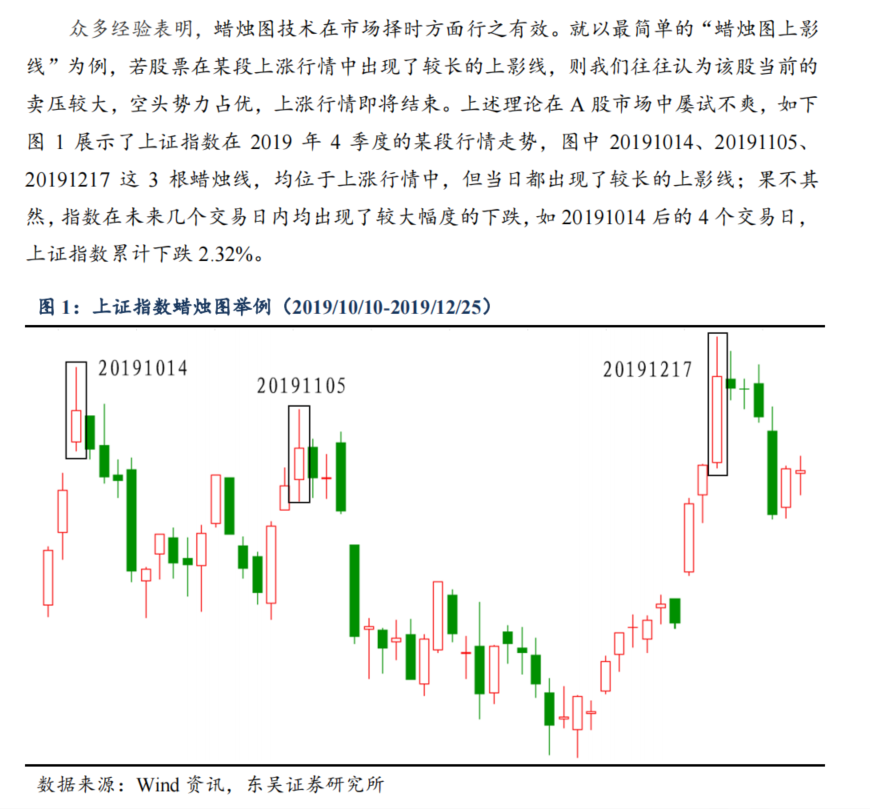 众多经验表明，蜡烛图技术在市场择时方面行之有效。就以最简单的“蜡烛图上影
线”为例，若股票在某段上涨行情中出现了较长的上影线，则我们往往认为该股当前的
卖压较大，空头势力占优，上涨行情即将结束。上述理论在 A 股市场中屡试不爽，如下
图 1 展示了上证指数在 2019 年 4 季度的某段行情走势，图中 20191014、20191105、
20191217 这 3 根蜡烛线，均位于上涨行情中，但当日都出现了较长的上影线；果不其
然，指数在未来几个交易日内均出现了较大幅度的下跌，如 20191014 后的 4 个交易日，
上证指数累计下跌 2.32%。
图 1：上证指数蜡烛图举例（2019/10/10-2019/12/25）
20191014
20191105
20191217
数据来源：Wind 资讯，东吴证券研究所